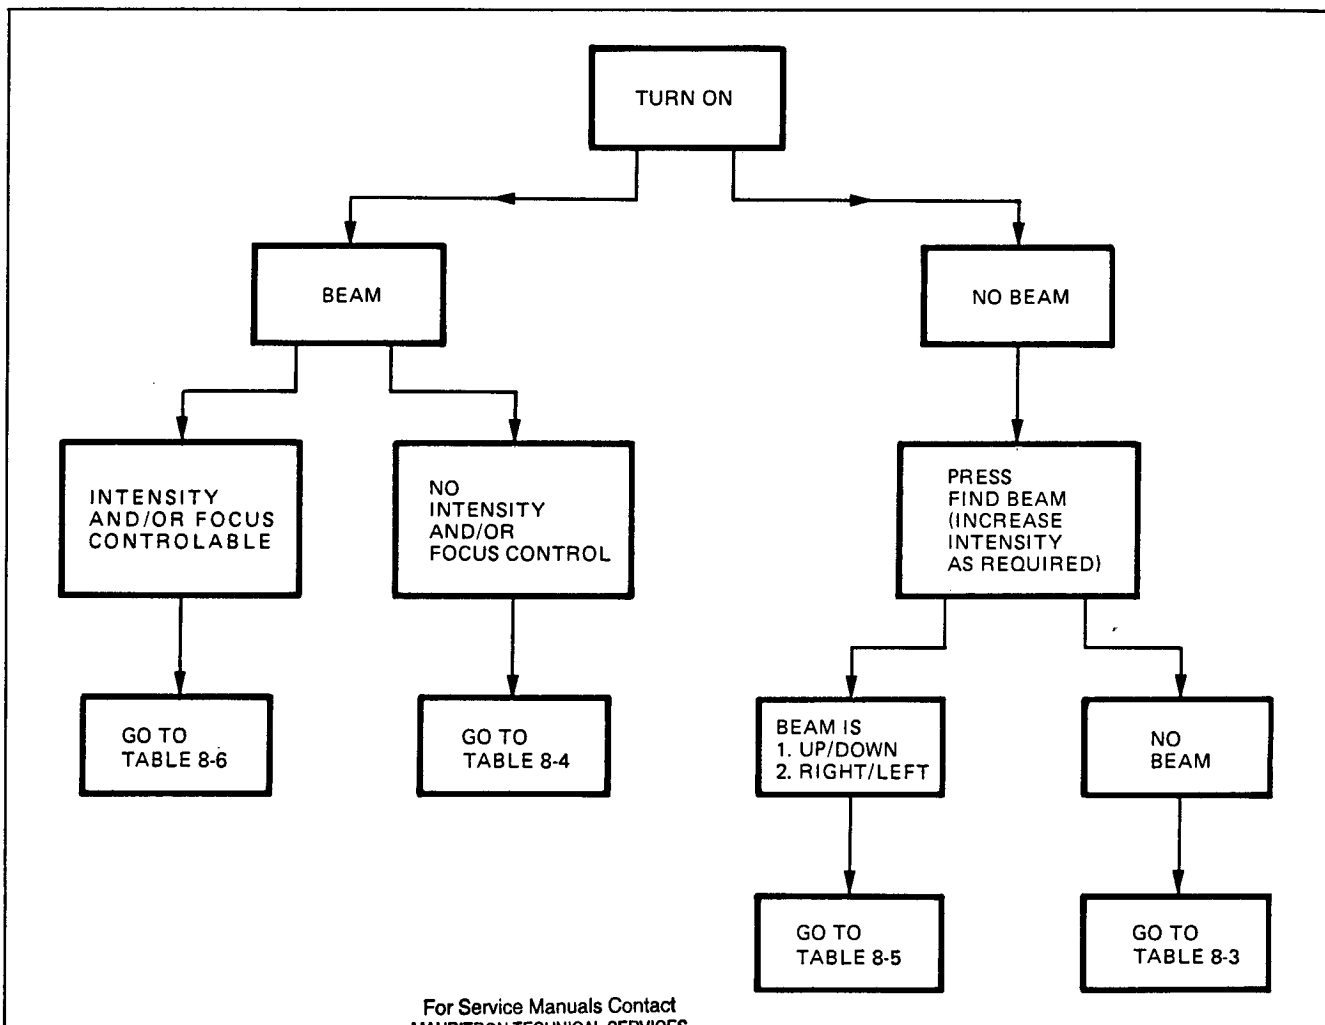 TURN ON
BEAM
NO BEAM
INTENSITY
AND/OR FOCUS
CONTROLABLE
NO
INTENSITY
AND/OR
FOCUS CONTROL
PRESS
FIND BEAM
(INCREASE
INTENSITY
AS REQUIRED)
GO TO
TABLE 8-6
GO TO
TABLE 8-4
BEAM IS
1. UP/DOWN
2. RIGHT/LEFT
NO
BEAM
GO TO
TABLE 8-5
GO TO
TABLE 8-3
For Service Manuals Contact
MAURITRON TECHNICAL SERVICES